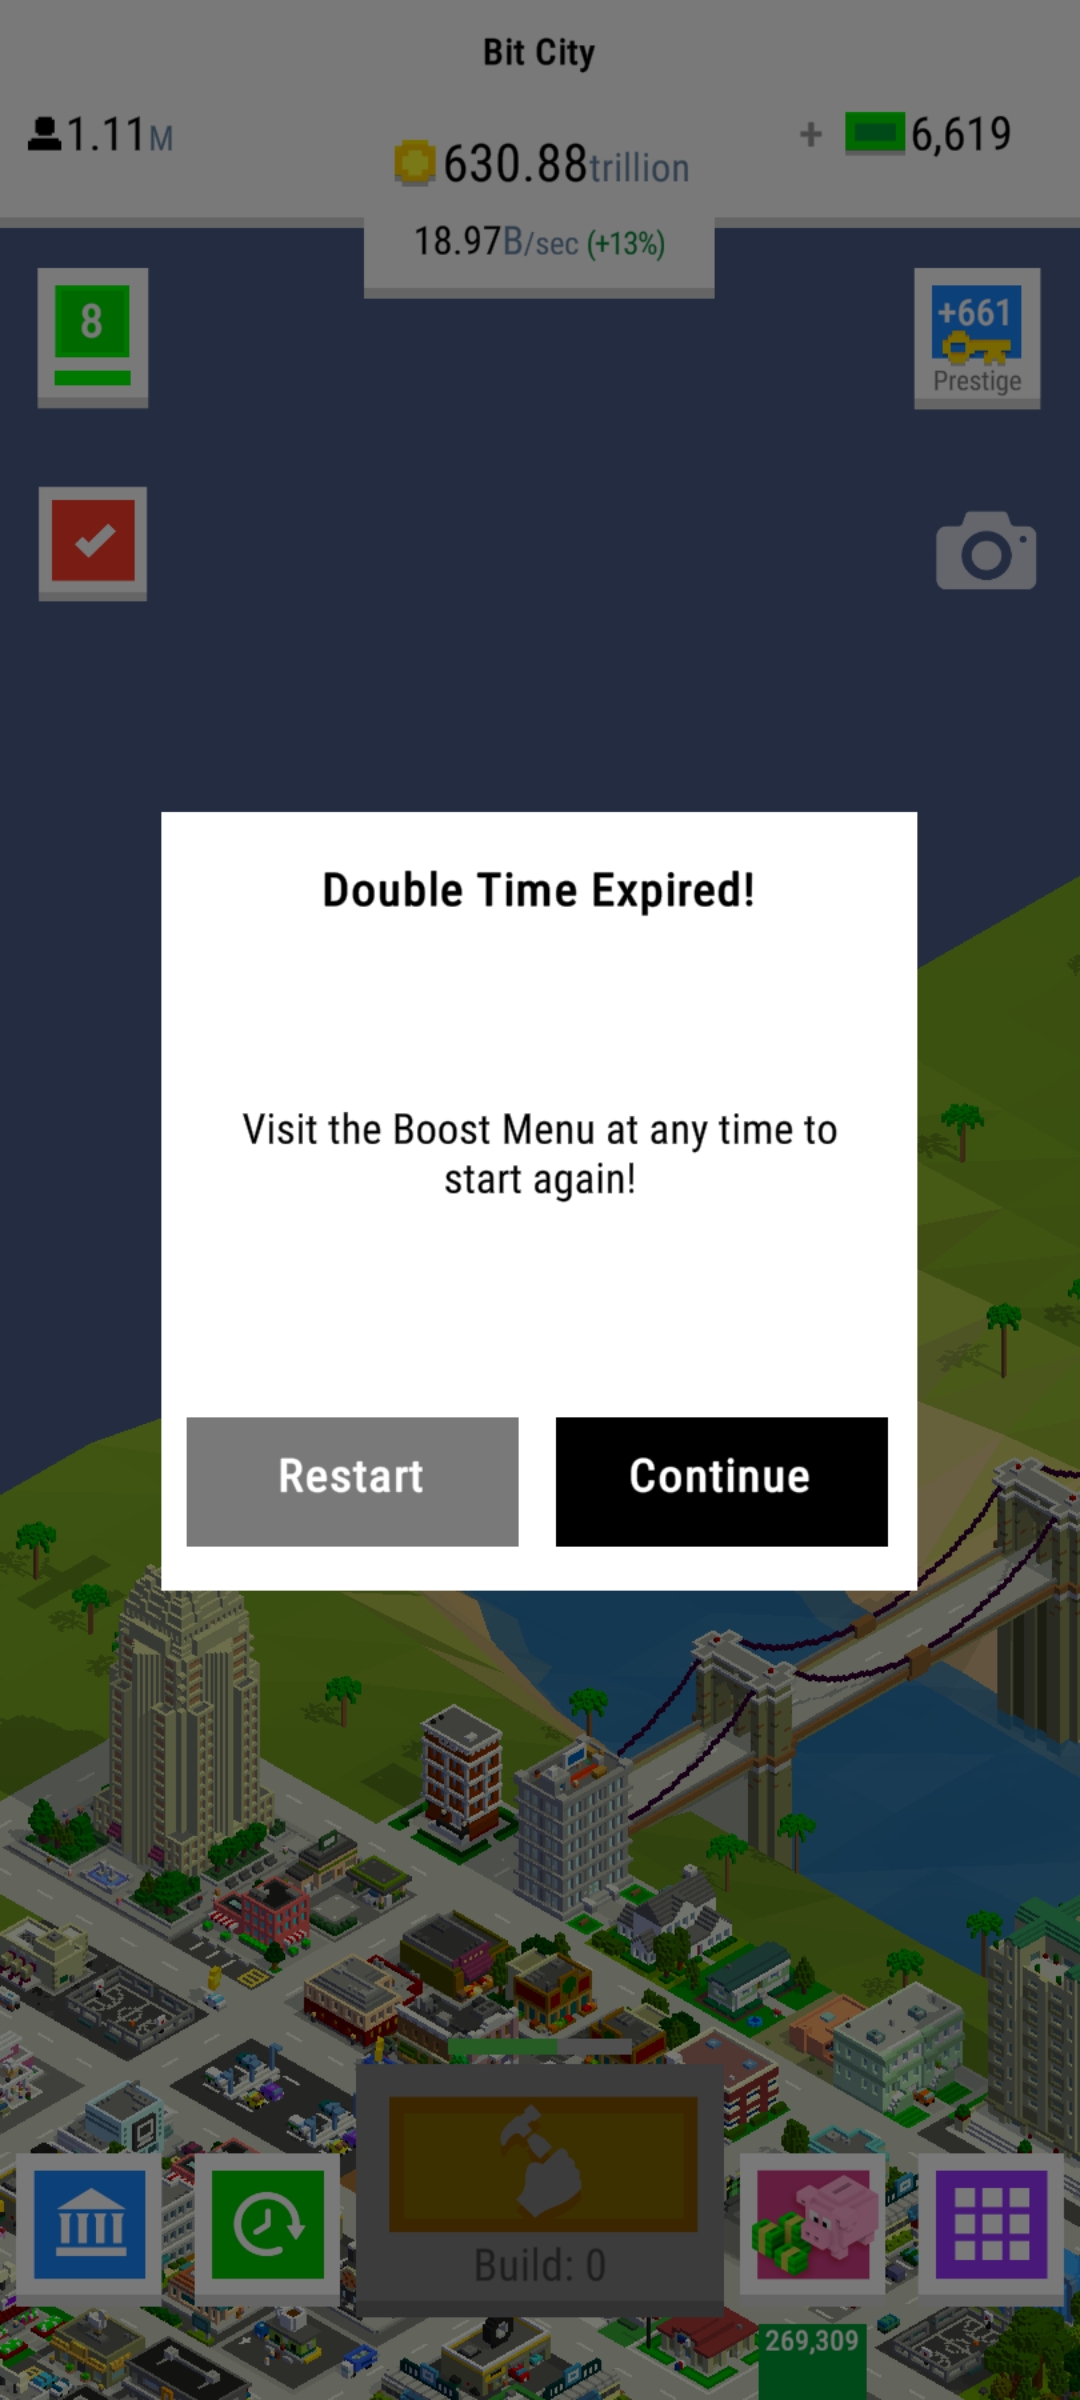 Bit City
1.11M
630.88trillion
+ 6,619
18.97B/sec (+13%)
8
+661
Prestige
Double Time Expired!
Visit the Boost Menu at any time to
start again!
Restart
Continue
Build: 0
269,309